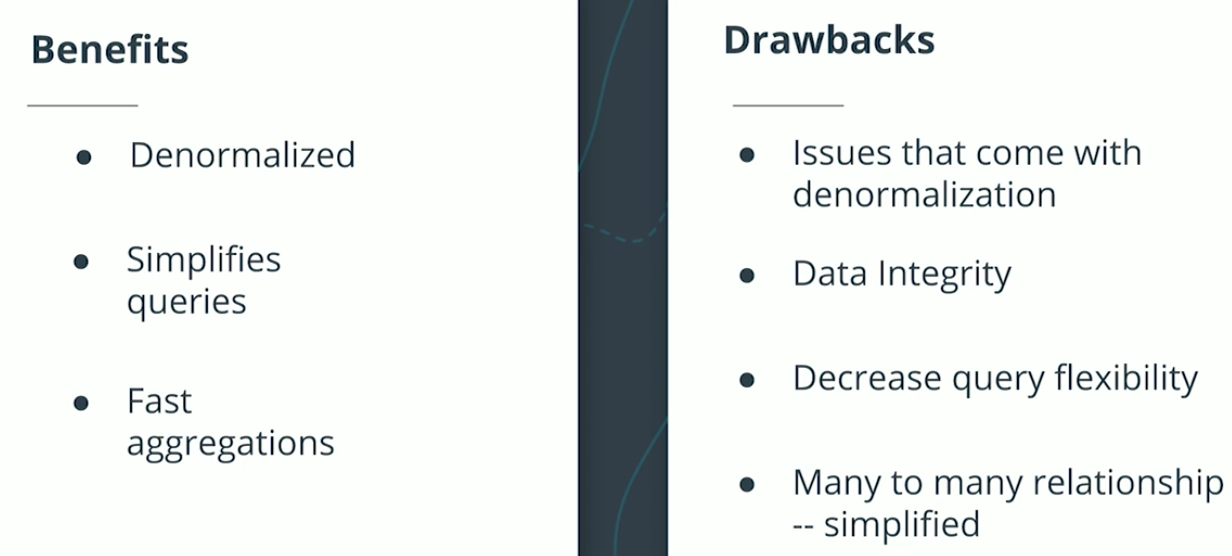 Benefits
● Denormalized
● Simplifies
queries
● Fast
aggregations
Drawbacks
● Issues that come with
denormalization
● Data Integrity
● Decrease query flexibility
● Many to many relationship
-- simplified